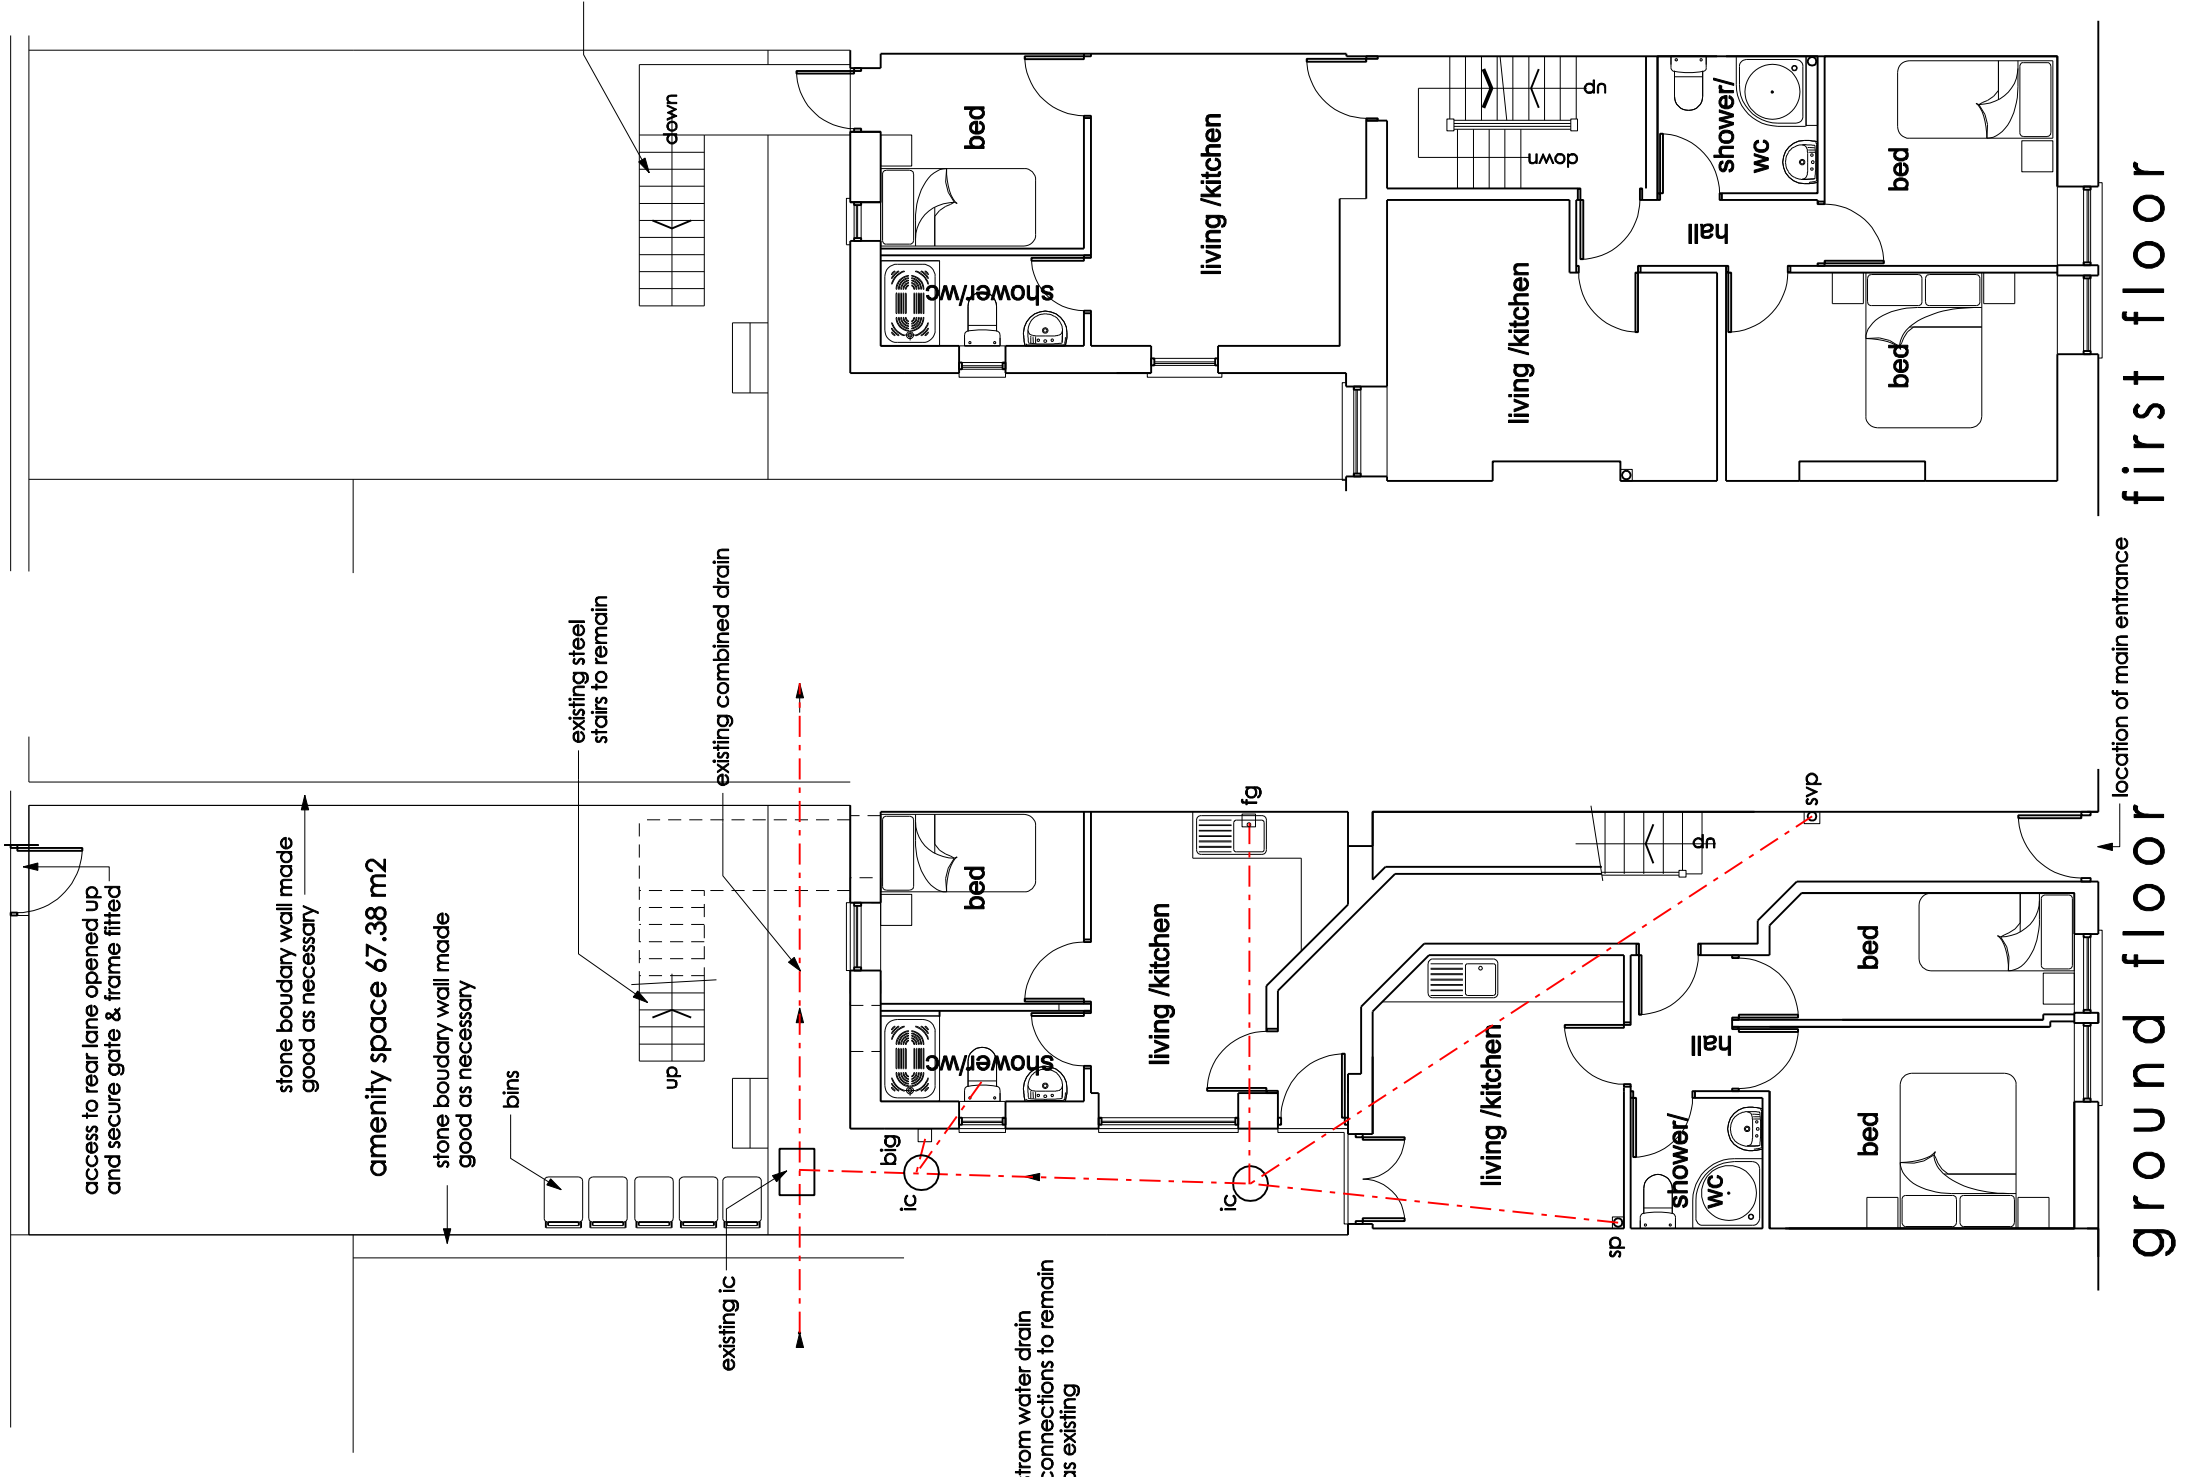 down
bed
shower/wc
living /kitchen
up
down
shower/
wc
hall
living /kitchen
bed
bed
first floor
access to rear lane opened up
and secure gate & frame fitted
stone boudary wall made
good as necessary
amenity space 67.38 m2
stone boudary wall made
good as necessary
bins
existing steel
stairs to remain
up
existing combined drain
existing ic
big
ic
bed
shower/wc
living /kitchen
fg
ic
strom water drain
connections to remain
as existing
up
svp
living /kitchen
sp
hall
shower/
wc
bed
bed
location of main entrance
ground floor